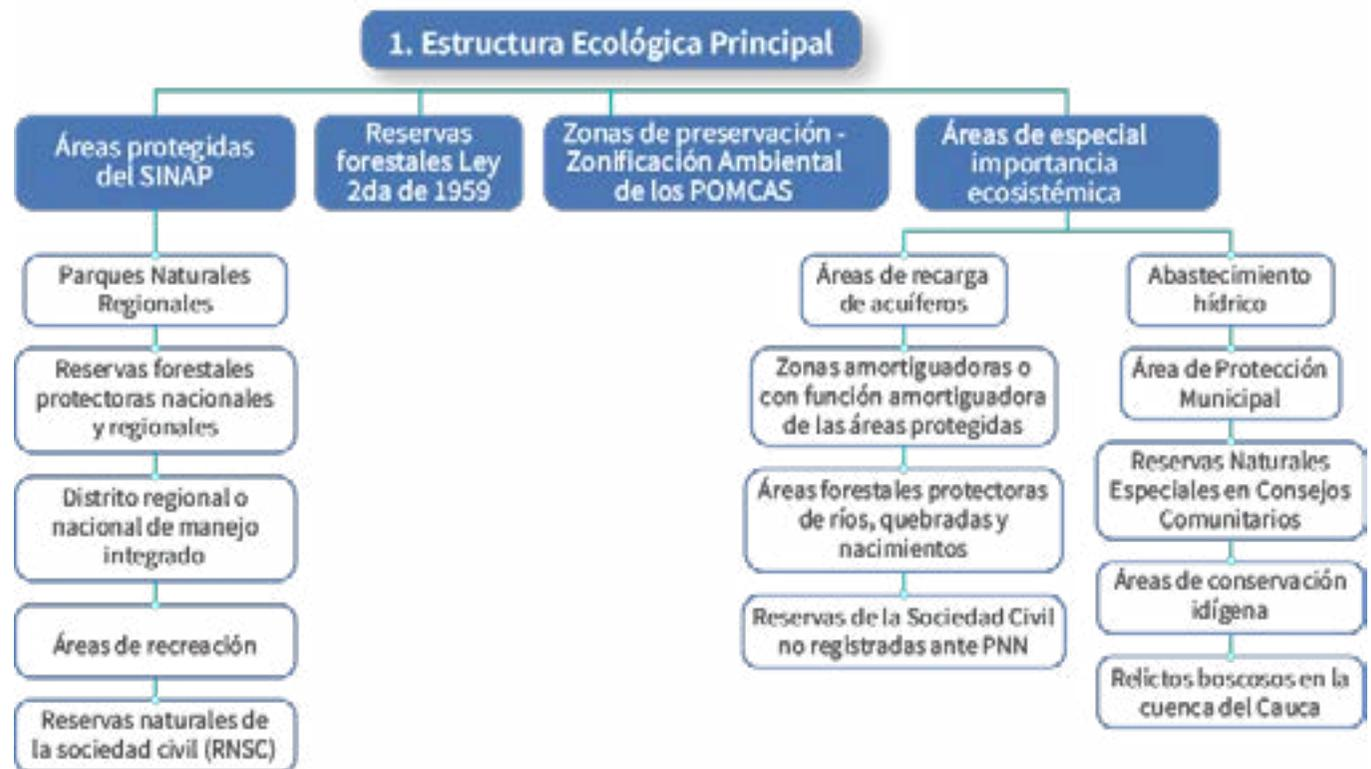 1. Estructura Ecológica Principal
Áreas protegidas
del SINAP
Reservas
forestales Ley
2da de 1959
Zonas de preservación -
Zonificación Ambiental
de los POMCAS
Áreas de especial
importancia
ecosistémica
Parques Naturales
Regionales
Reservas forestales
protectoras nacionales
y regionales
Distrito regional o
nacional de manejo
integrado
Áreas de recreación
Reservas naturales de
la sociedad civil (RNSC)
Áreas de recarga
de acuíferos
Zonas amortiguadoras o
con función amortiguadora
de las áreas protegidas
Áreas forestales protectoras
de ríos, quebradas y
nacimientos
Reservas de la Sociedad Civil
no registradas ante PNN
Abastecimiento
hídrico
Área de Protección
Municipal
Reservas Naturales
Especiales en Consejos
Comunitarios
Áreas de conservación
idígena
Relictos boscosos en la
cuenca del Cauca